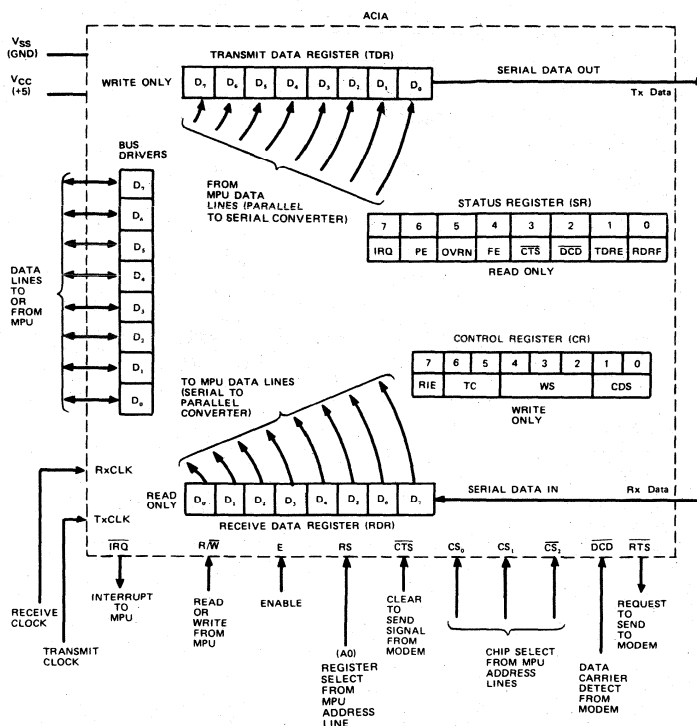 ACIA
VSS
(GND)
VCC
(+5)
TRANSMIT DATA REGISTER (TDR)
WRITE ONLY
D7 D6 D5 D4 D3 D2 D1 D0
SERIAL DATA OUT
Tx Data
BUS
DRIVERS
D7
D6
D5
D4
D3
D2
D1
D0
DATA
LINES
TO
OR
FROM
MPU
FROM
MPU DATA
LINES (PARALLEL
TO SERIAL CONVERTER)
STATUS REGISTER (SR)
7 6 5 4 3 2 1 0
IRQ PE OVRN FE CTS DCD TDRE RDRF
READ ONLY
CONTROL REGISTER (CR)
7 6 5 4 3 2 1 0
RIE TC WS CDS
WRITE
ONLY
TO MPU DATA LINES
(SERIAL TO
PARALLEL
CONVERTER)
READ
ONLY
D0 D1 D2 D3 D4 D5 D6 D7
SERIAL DATA IN
Rx Data
RECEIVE DATA REGISTER (RDR)
RxCLK
TxCLK
IRQ R/W E RS CTS CS0 CS1 CS2 DCD RTS
RECEIVE
CLOCK
TRANSMIT
CLOCK
INTERRUPT
TO MPU
READ
OR
WRITE
FROM
MPU
ENABLE
(A0)
REGISTER
SELECT
FROM
MPU
ADDRESS
LINE
CLEAR
TO
SEND
SIGNAL
FROM
MODEM
CHIP SELECT
FROM MPU
ADDRESS
LINES
DATA
CARRIER
DETECT
FROM
MODEM
REQUEST
TO
SEND
TO
MODEM